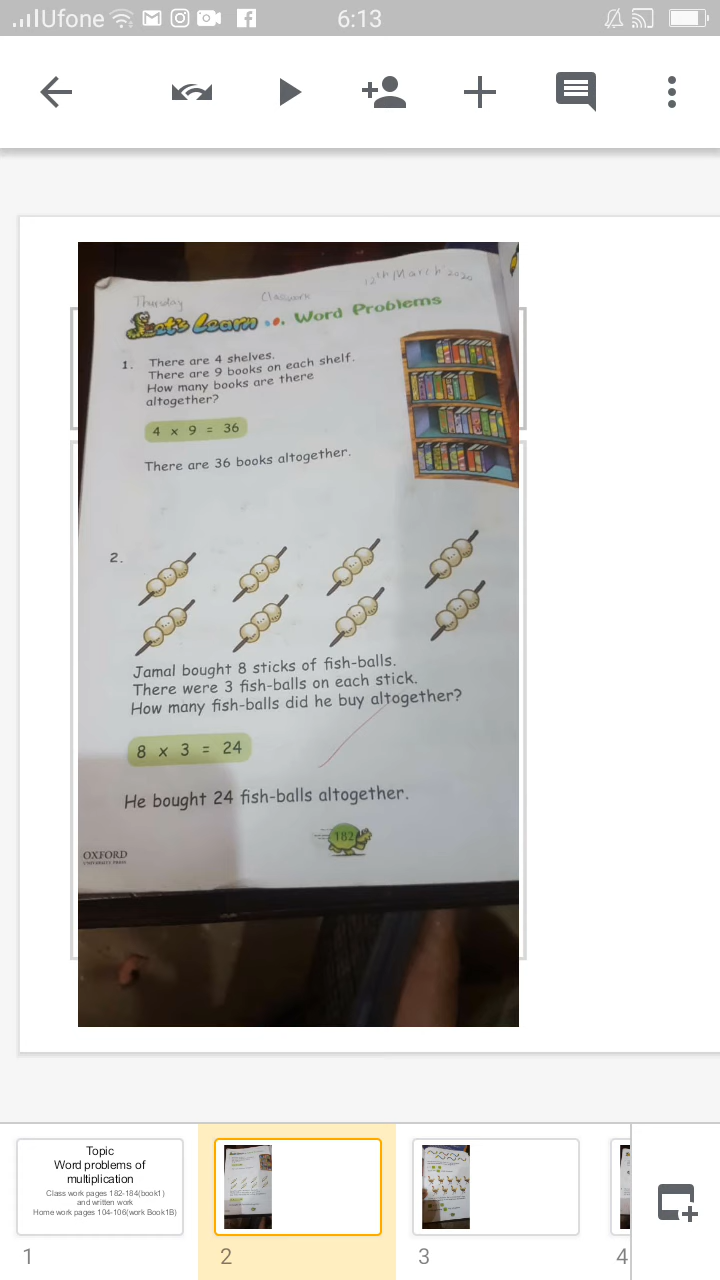 Ufone
6:13
Thursday
Classwork
12th March 2020
Let's Learn Word Problems
1. There are 4 shelves.
There are 9 books on each shelf.
How many books are there
altogether?
4 x 9 = 36
There are 36 books altogether.
2.
Jamal bought 8 sticks of fish-balls.
There were 3 fish-balls on each stick.
How many fish-balls did he buy altogether?
8 x 3 = 24
He bought 24 fish-balls altogether.
182
OXFORD
UNIVERSITY PRESS
Topic
Word problems of
multiplication
Class work pages 182-184(book1)
and written work
Home work pages 104-106(work Book1B)
1
2
3
4